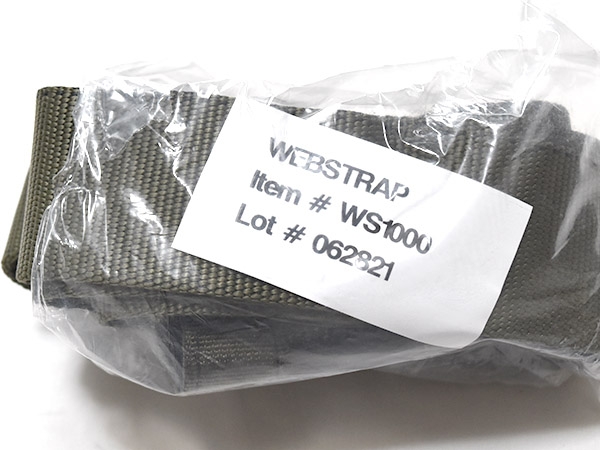 WEBSTRAP
Item # WS1000
Lot # 062821